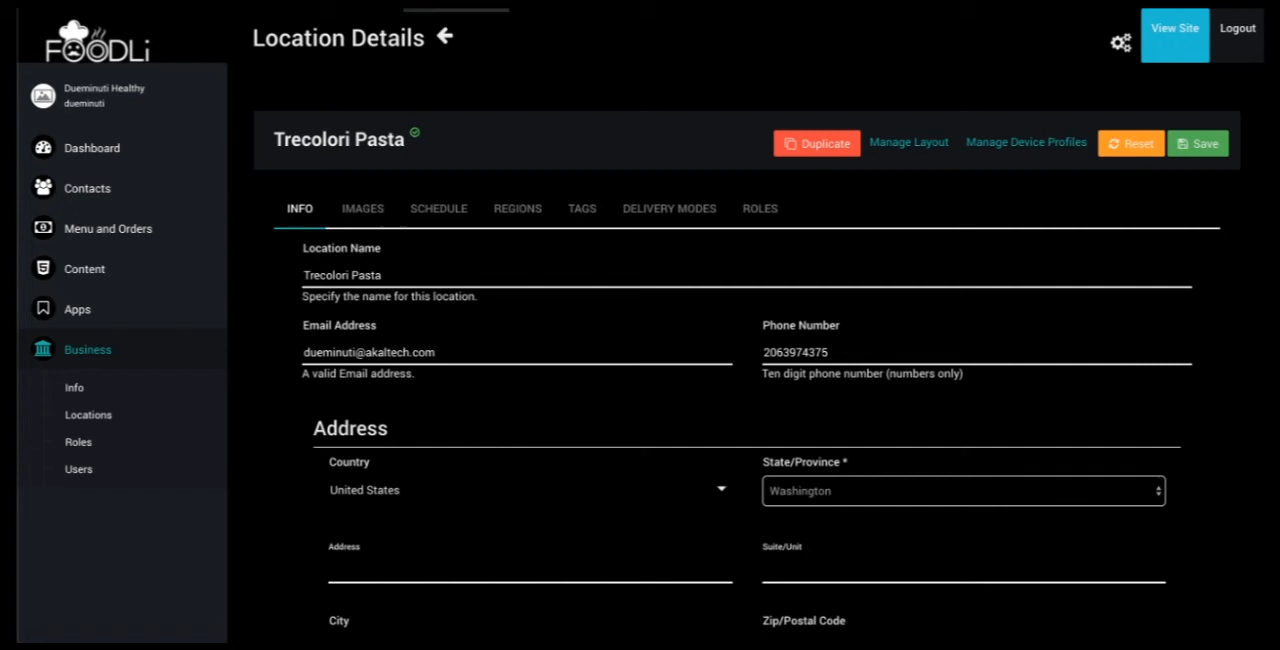 FOODLi
Location Details
View Site
Logout
Dueminuti Healthy
dueminuti
Dashboard
Contacts
Menu and Orders
Content
Apps
Business
Info
Locations
Roles
Users
Trecolori Pasta
Duplicate
Manage Layout
Manage Device Profiles
Reset
Save
INFO IMAGES SCHEDULE REGIONS TAGS DELIVERY MODES ROLES
Location Name
Trecolori Pasta
Specify the name for this location.
Email Address
dueminuti@akaltech.com
A valid Email address.
Phone Number
2063974375
Ten digit phone number (numbers only)
Address
Country
United States
State/Province *
Washington
Address
Suite/Unit
City
Zip/Postal Code